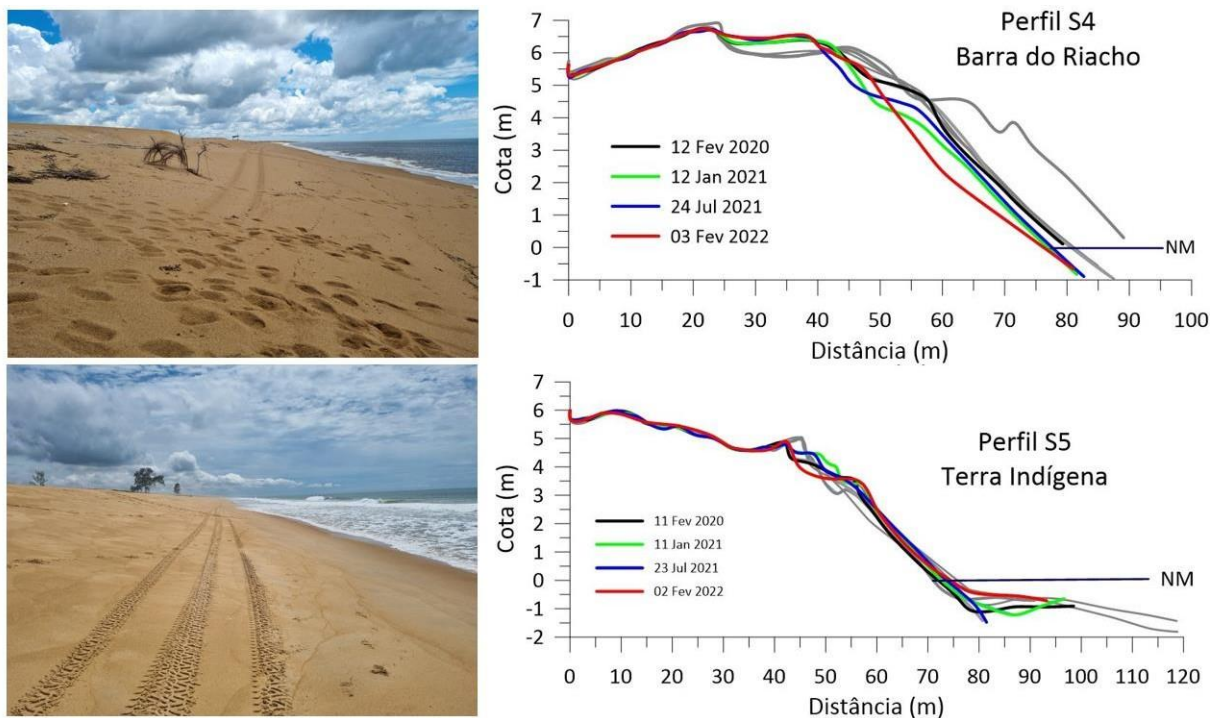 Perfil S4
Barra do Riacho
Cota (m)
7
6
5
4
3
2
1
0
-1
12 Fev 2020
12 Jan 2021
24 Jul 2021
03 Fev 2022
NM
0 10 20 30 40 50 60 70 80 90 100
Distância (m)
Perfil S5
Terra Indígena
Cota (m)
7
6
5
4
3
2
1
0
-1
-2
11 Fev 2020
11 Jan 2021
23 Jul 2021
02 Fev 2022
NM
0 10 20 30 40 50 60 70 80 90 100 110 120
Distância (m)